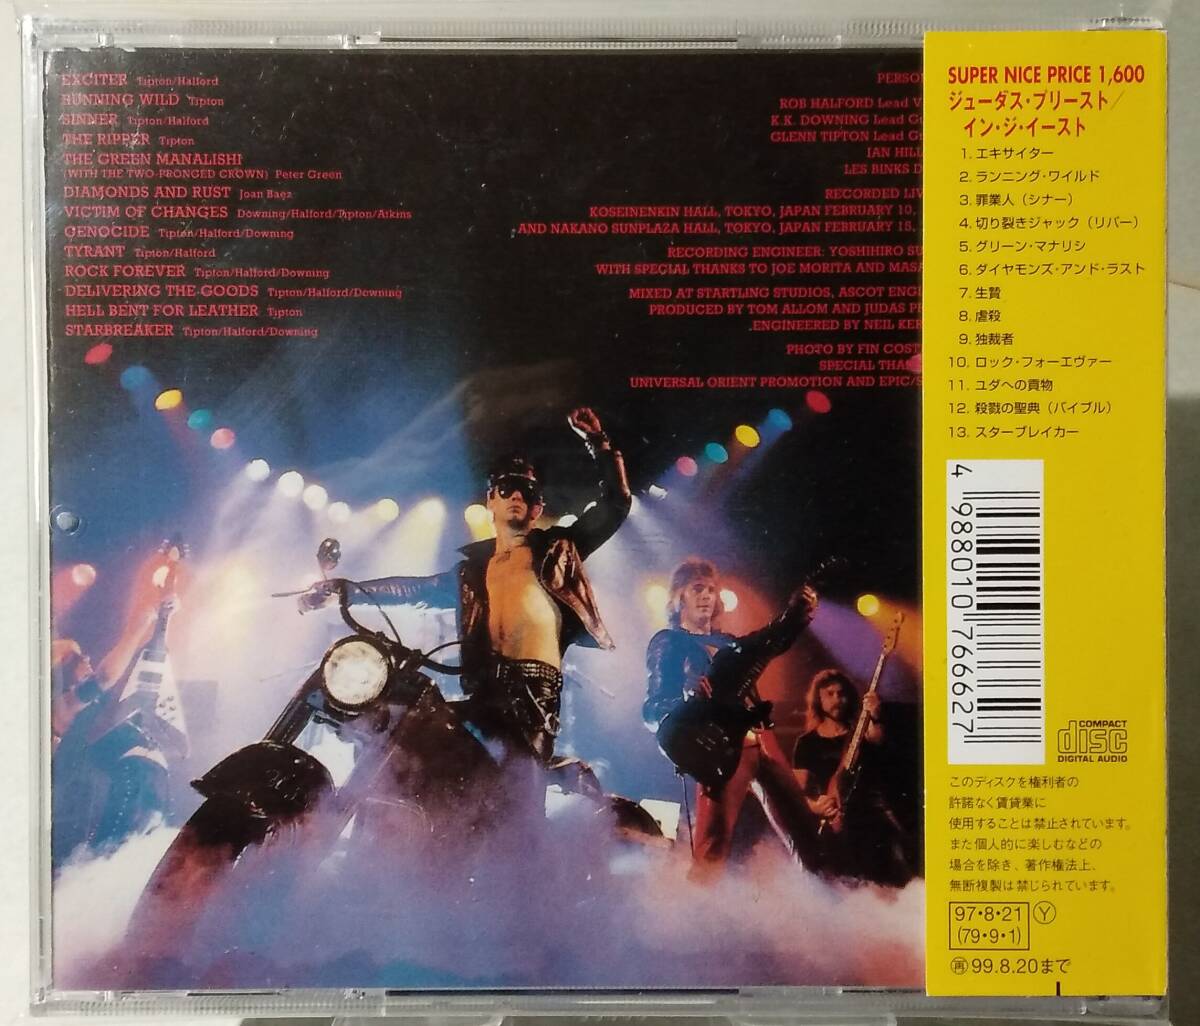 EXCITER Tipton/Halford
RUNNING WILD Tipton
SINNER Tipton/Halford
THE RIPPER Tipton
THE GREEN MANALISHI
(WITH THE TWO-PRONGED CROWN) Peter Green
DIAMONDS AND RUST Joan Baez
VICTIM OF CHANGES Downing/Halford/Tipton/Atkins
GENOCIDE Tipton/Halford/Downing
TYRANT Tipton/Halford
ROCK FOREVER Tipton/Halford/Downing
DELIVERING THE GOODS Tipton/Halford/Downing
HELL BENT FOR LEATHER Tipton
STARBREAKER Tipton/Halford/Downing
PERSON
ROB HALFORD Lead V
K.K. DOWNING Lead Gu
GLENN TIPTON Lead G
IAN HILL
LES BINKS D
RECORDED LIV
KOSEINENKIN HALL, TOKYO, JAPAN FEBRUARY 10,
AND NAKANO SUNPLAZA HALL, TOKYO, JAPAN FEBRUARY 15,
RECORDING ENGINEER: YOSHIHIRO SU
WITH SPECIAL THANKS TO JOE MORITA AND MASA
MIXED AT STARTLING STUDIOS, ASCOT ENG
PRODUCED BY TOM ALLOM AND JUDAS PR
ENGINEERED BY NEIL KER
PHOTO BY FIN COST
SPECIAL THA
UNIVERSAL ORIENT PROMOTION AND EPIC/S
SUPER NICE PRICE 1,600
ジューダス・プリースト/
イン・ジ・イースト
1. エキサイター
2. ランニング・ワイルド
3. 罪業人(シナー)
4. 切り裂きジャック(リパー)
5. グリーン・マナリシ
6. ダイヤモンズ・アンド・ラスト
7. 生贄
8. 虐殺
9. 独裁者
10. ロック・フォーエヴァー
11. ユダへの貢物
12. 殺戮の聖典(バイブル)
13. スターブレイカー
4 988010 766627
COMPACT
disc
DIGITAL AUDIO
このディスクを権利者の
許諾なく賃貸業に
使用することは禁止されています。
また個人的に楽しむなどの
場合を除き、著作権法上、
無断複製は禁じられています。
97・8・21 Ⓨ
(79・9・1)
㊢99.8.20まで